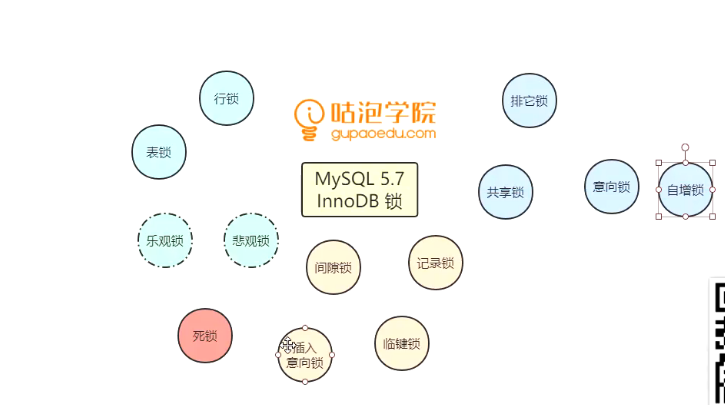 行锁
咕泡学院
gupaoedu.com
排它锁
表锁
MySQL 5.7
InnoDB 锁
共享锁
意向锁
自增锁
乐观锁
悲观锁
间隙锁
记录锁
死锁
插入
意向锁
临键锁